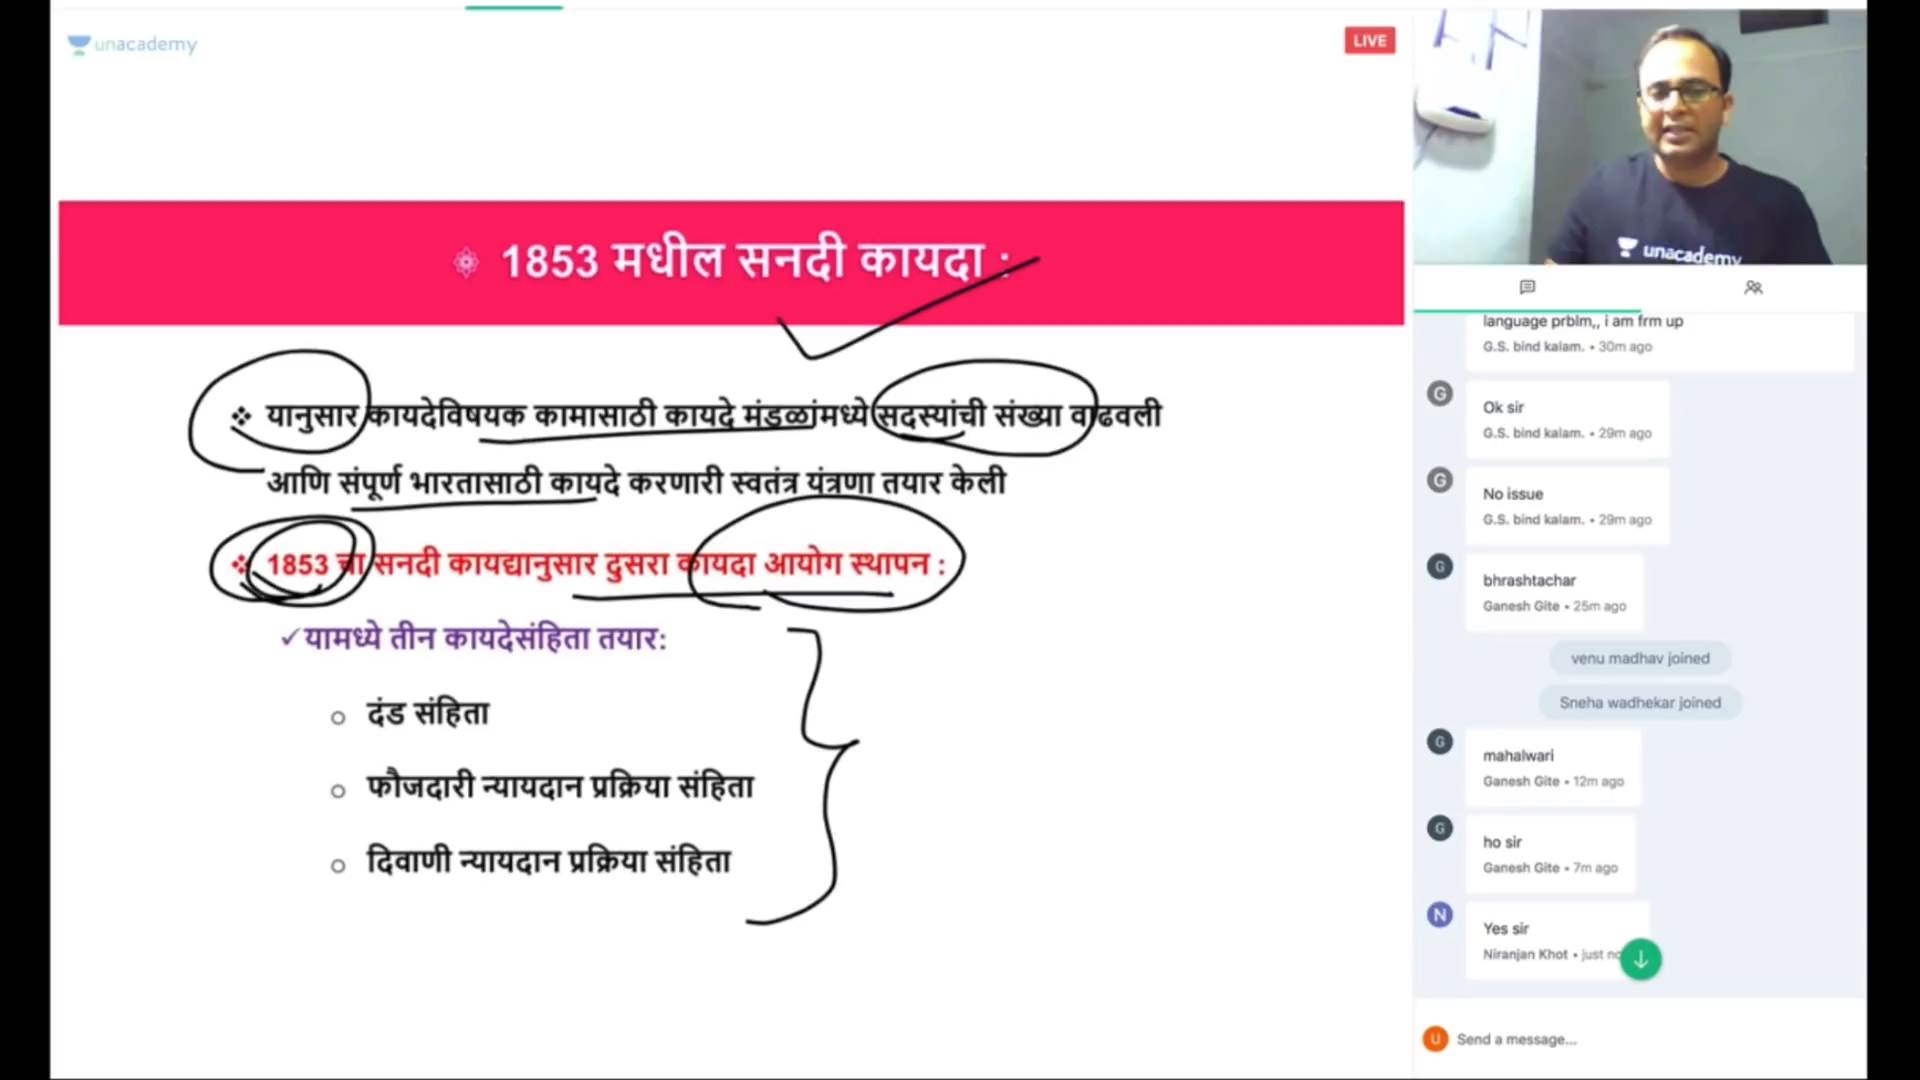 unacademy
LIVE
1853 मधील सनदी कायदा :
यानुसार कायदेविषयक कामासाठी कायदे मंडळांमध्ये सदस्यांची संख्या वाढवली
आणि संपूर्ण भारतासाठी कायदे करणारी स्वतंत्र यंत्रणा तयार केली
1853 चा सनदी कायद्यानुसार दुसरा कायदा आयोग स्थापन :
✓यामध्ये तीन कायदेसंहिता तयार:
दंड संहिता
फौजदारी न्यायदान प्रक्रिया संहिता
दिवाणी न्यायदान प्रक्रिया संहिता
unacademy
language prblm,, i am frm up
G.S. bind kalam. • 30m ago
G
Ok sir
G.S. bind kalam. • 29m ago
G
No issue
G.S. bind kalam. • 29m ago
G
bhrashtachar
Ganesh Gite • 25m ago
venu madhav joined
Sneha wadhekar joined
G
mahalwari
Ganesh Gite • 12m ago
G
ho sir
Ganesh Gite • 7m ago
N
Yes sir
Niranjan Khot • just
U
Send a message...